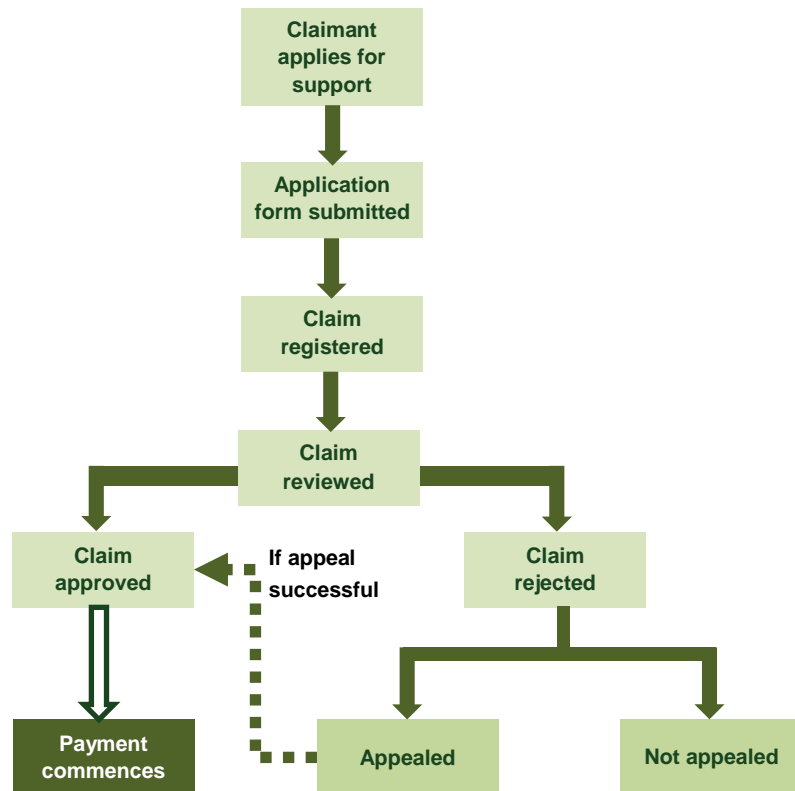 Claimant
applies for
support
Application
form submitted
Claim
registered
Claim
reviewed
Claim
approved
If appeal
successful
Claim
rejected
Payment
commences
Appealed
Not appealed